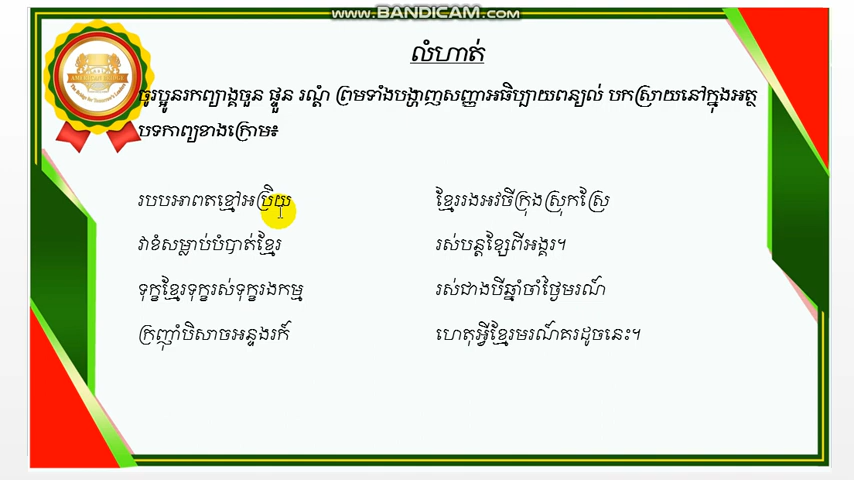 www.BANDICAM.com
លំហាត់
AMERICAN BRIDGE
The Bridge for Tomorrow's Leaders
ចូរប្អូនរកព្យាង្គចួន ផ្ទួន រណ្តំ ព្រមទាំងបង្ហាញសញ្ញាអធិប្បាយពន្យល់ បកស្រាយនៅក្នុងអត្ថ
បទកាព្យខាងក្រោម៖
របបអាពតខ្មៅអប្រិយ ខ្មែររងអវចីក្រុងស្រុកស្រែ
វាខំសម្លាប់បំបាត់ខ្មែរ រស់បន្តខ្សែពីអង្គរ។
ទុក្ខខ្មែរទុក្ខរស់ទុក្ខរងកម្ម រស់ជាងបីឆ្នាំចាំថ្ងៃមរណ៍
ក្រញ៉ាំបិសាចអន្ទងរក៍ ហេតុអ្វីខ្មែរមរណ៍គរដូចនេះ។